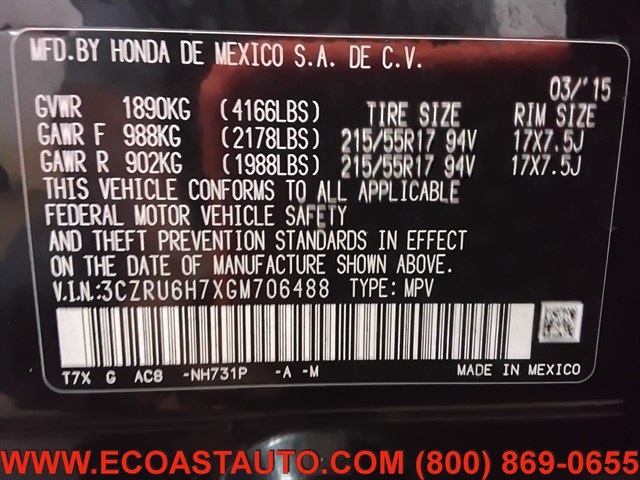 MFD.BY HONDA DE MEXICO S.A. DE C.V.
03/'15
GVWR 1890KG (4166LBS) TIRE SIZE RIM SIZE
GAWR F 988KG (2178LBS) 215/55R17 94V 17X7.5J
GAWR R 902KG (1988LBS) 215/55R17 94V 17X7.5J
THIS VEHICLE CONFORMS TO ALL APPLICABLE
FEDERAL MOTOR VEHICLE SAFETY
AND THEFT PREVENTION STANDARDS IN EFFECT
ON THE DATE OF MANUFACTURE SHOWN ABOVE.
V.I.N.:3CZRU6H7XGM706488 TYPE: MPV
T7X G AC8 -NH731P -A -M MADE IN MEXICO
WWW.ECOASTAUTO.COM (800) 869-0655